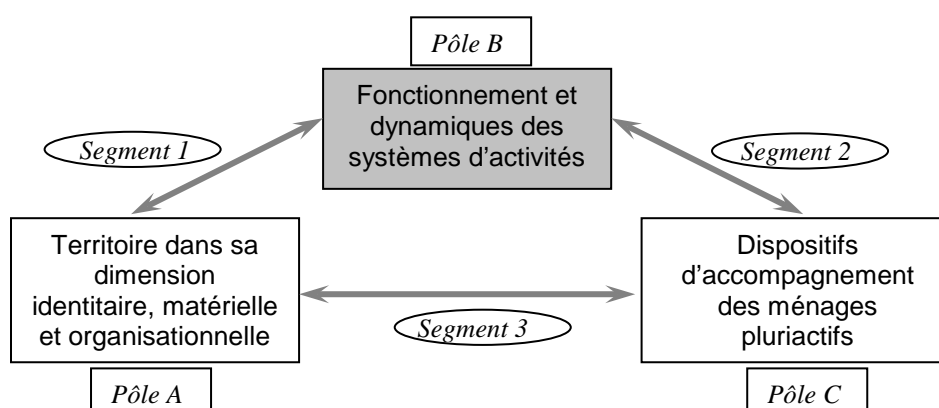 Pôle B
Fonctionnement et
dynamiques des
systèmes d'activités
Segment 1
Segment 2
Territoire dans sa
dimension
identitaire, matérielle
et organisationnelle
Dispositifs
d'accompagnement
des ménages
pluriactifs
Segment 3
Pôle A
Pôle C